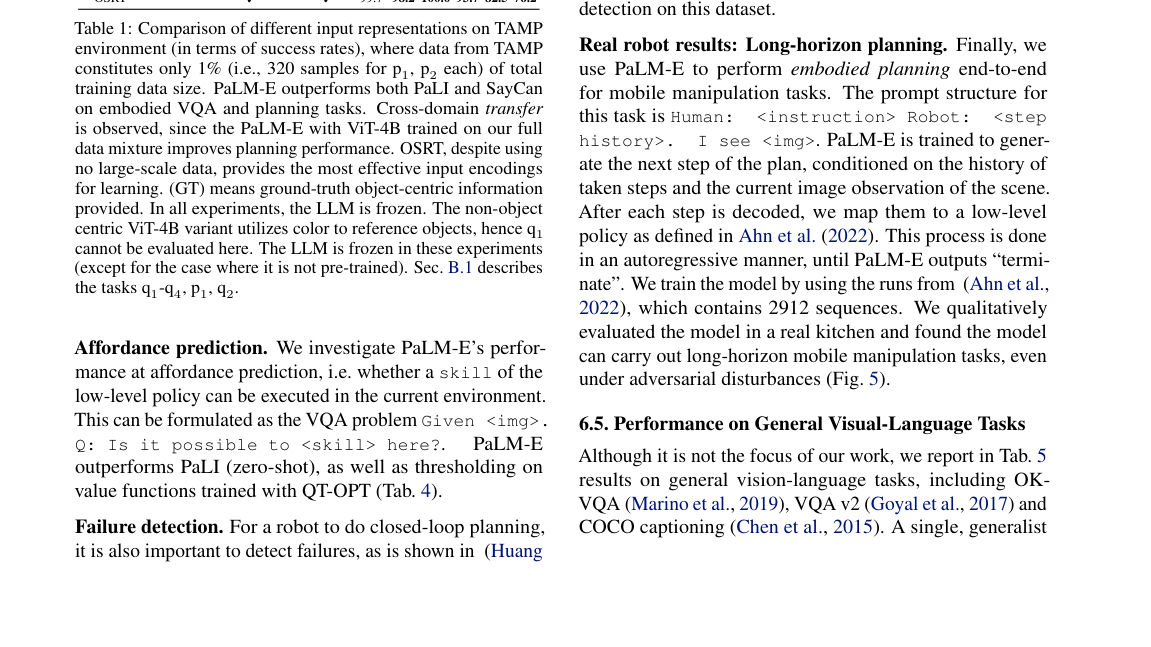 Table 1: Comparison of different input representations on TAMP
environment (in terms of success rates), where data from TAMP
constitutes only 1% (i.e., 320 samples for p1, p2 each) of total
training data size. PaLM-E outperforms both PaLI and SayCan
on embodied VQA and planning tasks. Cross-domain transfer
is observed, since the PaLM-E with ViT-4B trained on our full
data mixture improves planning performance. OSRT, despite using
no large-scale data, provides the most effective input encodings
for learning. (GT) means ground-truth object-centric information
provided. In all experiments, the LLM is frozen. The non-object
centric ViT-4B variant utilizes color to reference objects, hence q1
cannot be evaluated here. The LLM is frozen in these experiments
(except for the case where it is not pre-trained). Sec. B.1 describes
the tasks q1-q4, p1, q2.
Affordance prediction. We investigate PaLM-E's perfor-
mance at affordance prediction, i.e. whether a skill of the
low-level policy can be executed in the current environment.
This can be formulated as the VQA problem Given <img>.
Q: Is it possible to <skill> here?. PaLM-E
outperforms PaLI (zero-shot), as well as thresholding on
value functions trained with QT-OPT (Tab. 4).
Failure detection. For a robot to do closed-loop planning,
it is also important to detect failures, as is shown in (Huang
detection on this dataset.
Real robot results: Long-horizon planning. Finally, we
use PaLM-E to perform embodied planning end-to-end
for mobile manipulation tasks. The prompt structure for
this task is Human: <instruction> Robot: <step
history>. I see <img>. PaLM-E is trained to gener-
ate the next step of the plan, conditioned on the history of
taken steps and the current image observation of the scene.
After each step is decoded, we map them to a low-level
policy as defined in Ahn et al. (2022). This process is done
in an autoregressive manner, until PaLM-E outputs “termi-
nate”. We train the model by using the runs from (Ahn et al.,
2022), which contains 2912 sequences. We qualitatively
evaluated the model in a real kitchen and found the model
can carry out long-horizon mobile manipulation tasks, even
under adversarial disturbances (Fig. 5).
6.5. Performance on General Visual-Language Tasks
Although it is not the focus of our work, we report in Tab. 5
results on general vision-language tasks, including OK-
VQA (Marino et al., 2019), VQA v2 (Goyal et al., 2017) and
COCO captioning (Chen et al., 2015). A single, generalist